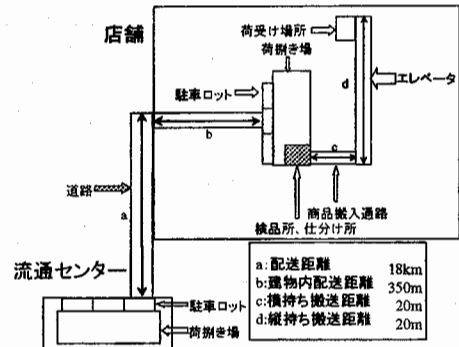 店舗
荷受け場所
荷捌き場
d
エレベータ
駐車ロット
b
c
道路
a
商品搬入通路
検品所、仕分け所
流通センター
駐車ロット
荷捌き場
a:配送距離 18km
b:建物内配送距離 350m
c:横持ち搬送距離 20m
d:縦持ち搬送距離 20m